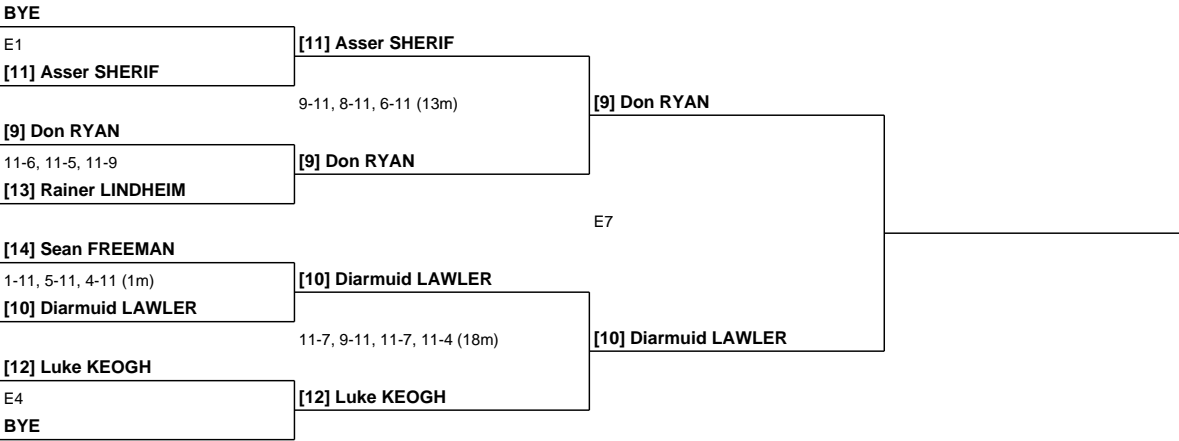 BYE
E1
[11] Asser SHERIF
[9] Don RYAN
11-6, 11-5, 11-9
[13] Rainer LINDHEIM
[14] Sean FREEMAN
1-11, 5-11, 4-11 (1m)
[10] Diarmuid LAWLER
[12] Luke KEOGH
E4
BYE
[11] Asser SHERIF
9-11, 8-11, 6-11 (13m)
[9] Don RYAN
[10] Diarmuid LAWLER
11-7, 9-11, 11-7, 11-4 (18m)
[12] Luke KEOGH
[9] Don RYAN
E7
[10] Diarmuid LAWLER